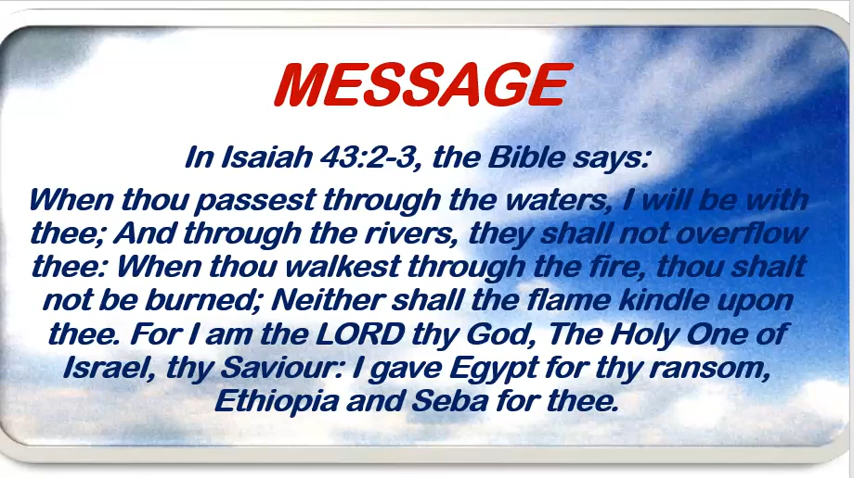 MESSAGE
In Isaiah 43:2-3, the Bible says:
When thou passest through the waters, I will be with
thee; And through the rivers, they shall not overflow
thee: When thou walkest through the fire, thou shalt
not be burned; Neither shall the flame kindle upon
thee. For I am the LORD thy God, The Holy One of
Israel, thy Saviour: I gave Egypt for thy ransom,
Ethiopia and Seba for thee.